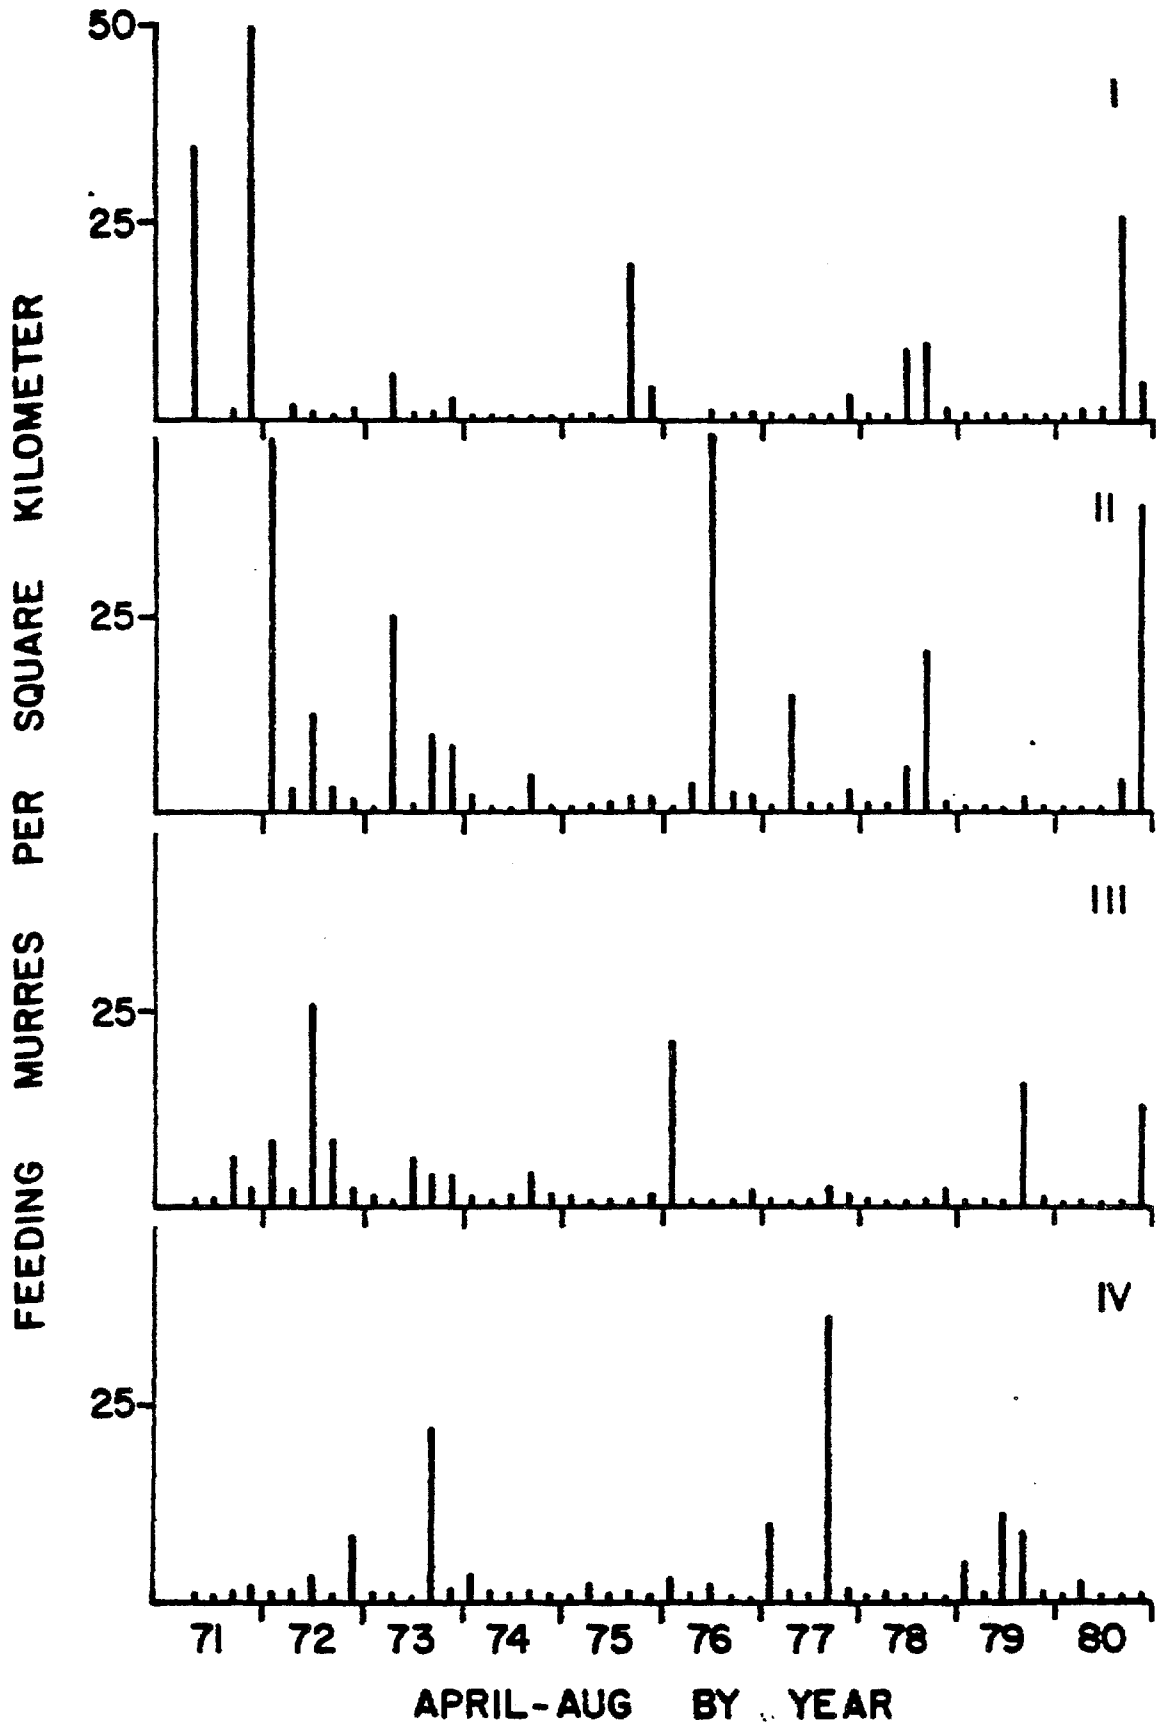 50
I
25
FEEDING MURRES PER SQUARE KILOMETER
II
25
III
25
IV
25
71 72 73 74 75 76 77 78 79 80
APRIL-AUG BY YEAR